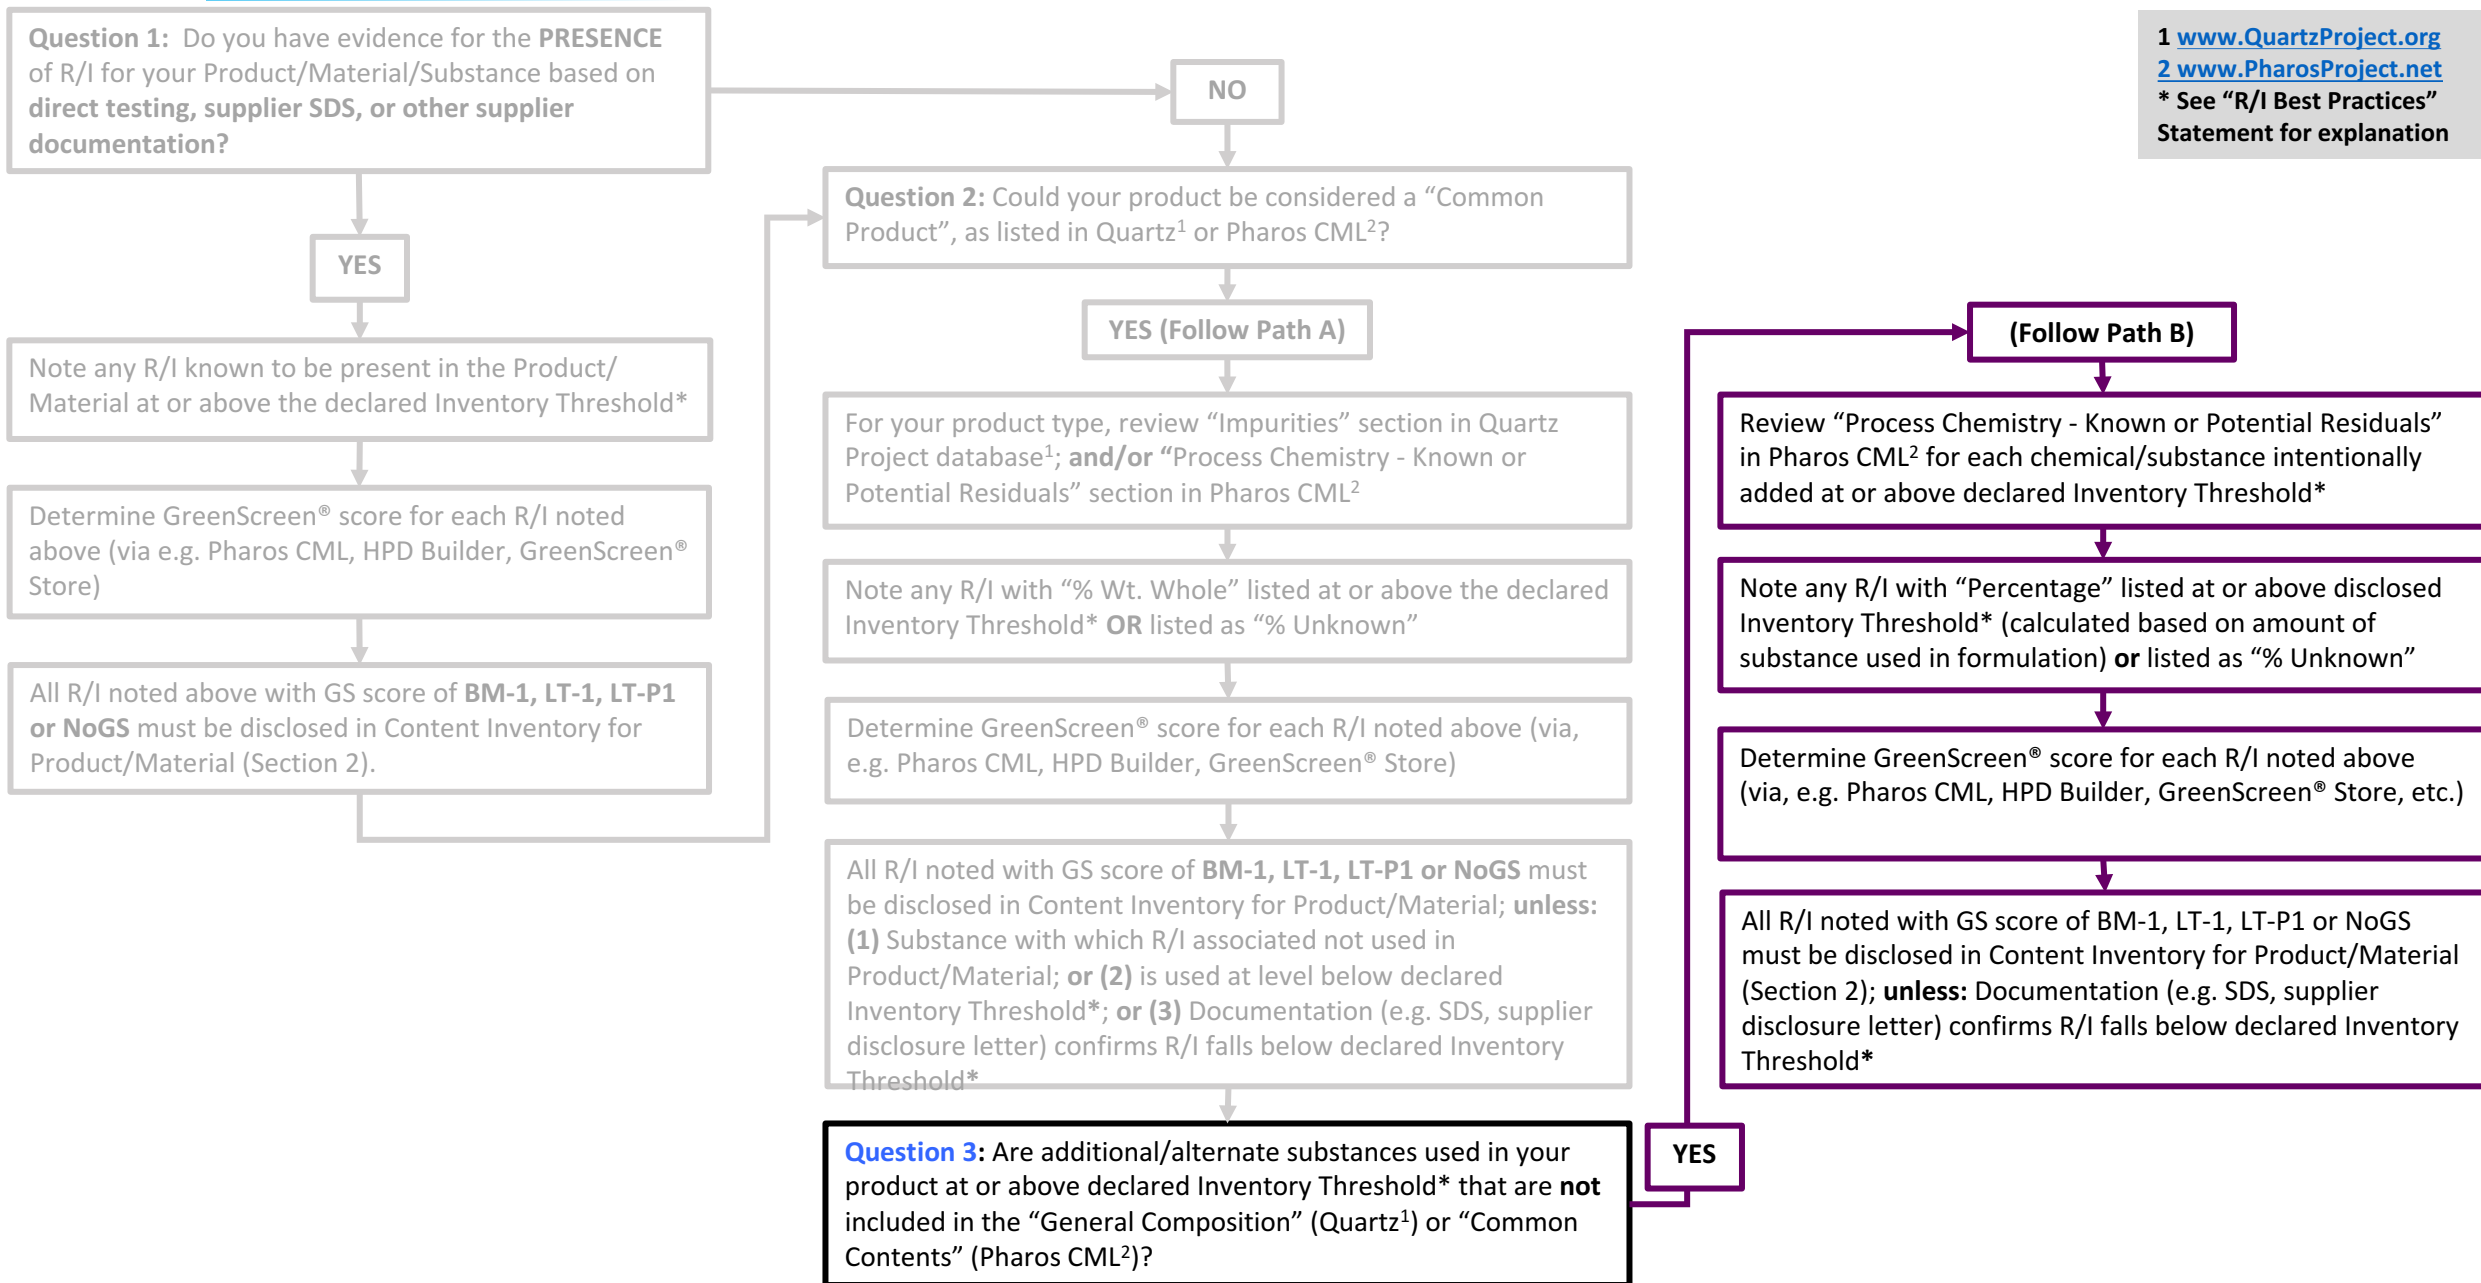 Question 1:  Do you have evidence for the PRESENCE
of R/I for your Product/Material/Substance based on
direct testing, supplier SDS, or other supplier
documentation?
YES
Note any R/I known to be present in the Product/
Material at or above the declared Inventory Threshold*
Determine GreenScreen® score for each R/I noted
above (via e.g. Pharos CML, HPD Builder, GreenScreen®
Store)
All R/I noted above with GS score of BM-1, LT-1, LT-P1
or NoGS must be disclosed in Content Inventory for
Product/Material (Section 2).
NO
Question 2: Could your product be considered a “Common
Product”, as listed in Quartz¹ or Pharos CML²?
YES (Follow Path A)
For your product type, review “Impurities” section in Quartz
Project database¹; and/or “Process Chemistry - Known or
Potential Residuals” section in Pharos CML²
Note any R/I with “% Wt. Whole” listed at or above the declared
Inventory Threshold* OR listed as “% Unknown”
Determine GreenScreen® score for each R/I noted above (via,
e.g. Pharos CML, HPD Builder, GreenScreen® Store)
All R/I noted with GS score of BM-1, LT-1, LT-P1 or NoGS must
be disclosed in Content Inventory for Product/Material; unless:
(1) Substance with which R/I associated not used in
Product/Material; or (2) is used at level below declared
Inventory Threshold*; or (3) Documentation (e.g. SDS, supplier
disclosure letter) confirms R/I falls below declared Inventory
Threshold*
Question 3: Are additional/alternate substances used in your
product at or above declared Inventory Threshold* that are not
included in the “General Composition” (Quartz¹) or “Common
Contents” (Pharos CML²)?
YES
(Follow Path B)
Review “Process Chemistry - Known or Potential Residuals”
in Pharos CML² for each chemical/substance intentionally
added at or above declared Inventory Threshold*
Note any R/I with “Percentage” listed at or above disclosed
Inventory Threshold* (calculated based on amount of
substance used in formulation) or listed as “% Unknown”
Determine GreenScreen® score for each R/I noted above
(via, e.g. Pharos CML, HPD Builder, GreenScreen® Store, etc.)
All R/I noted with GS score of BM-1, LT-1, LT-P1 or NoGS
must be disclosed in Content Inventory for Product/Material
(Section 2); unless: Documentation (e.g. SDS, supplier
disclosure letter) confirms R/I falls below declared Inventory
Threshold*
1 www.QuartzProject.org
2 www.PharosProject.net
* See “R/I Best Practices”
Statement for explanation